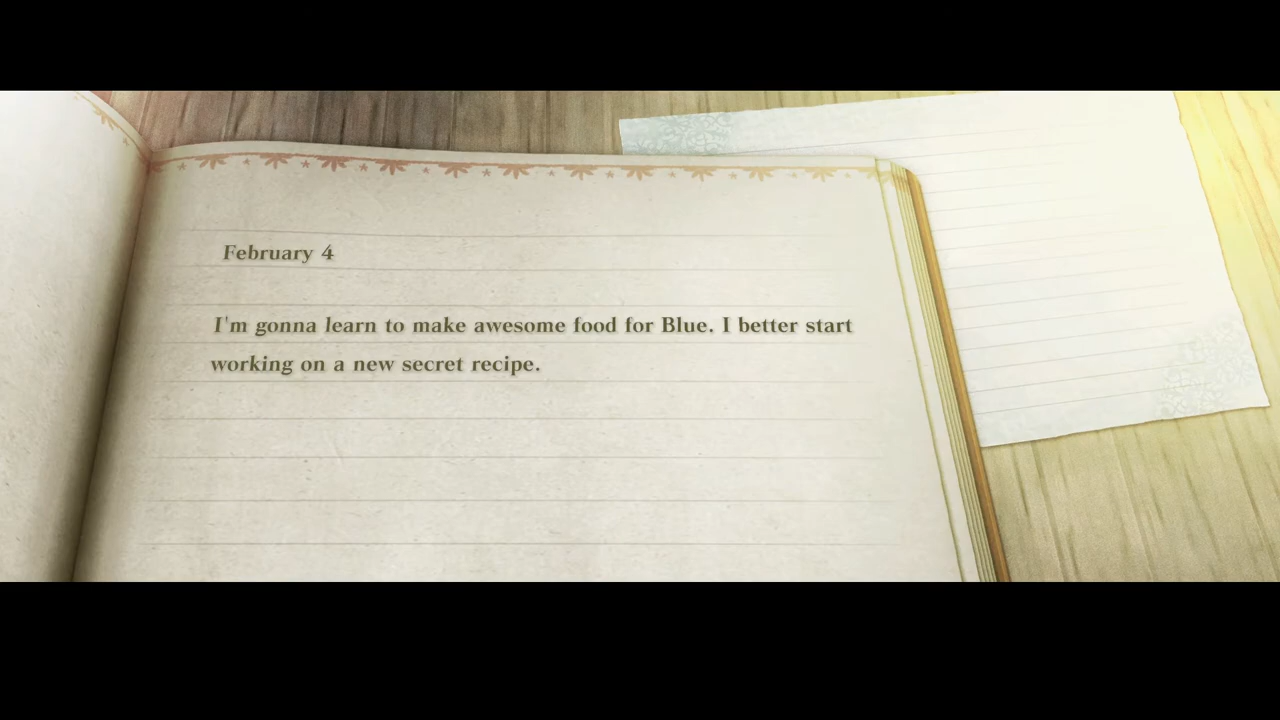 February 4
I'm gonna learn to make awesome food for Blue. I better start
working on a new secret recipe.